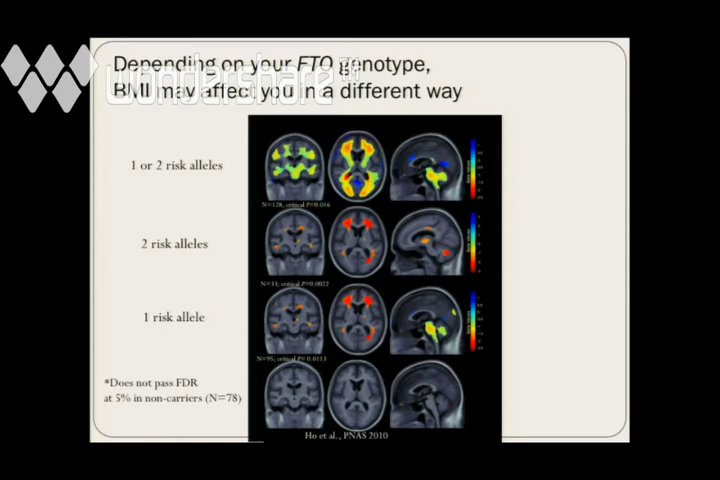 Depending on your FTO genotype,
BMI may affect you in a different way
wondershare™
1 or 2 risk alleles
N=128, critical P=0.016
2 risk alleles
N=33; critical P=0.0022
1 risk allele
N=95; critical P= 0.0113
*Does not pass FDR
at 5% in non-carriers (N=78)
Ho et al., PNAS 2010